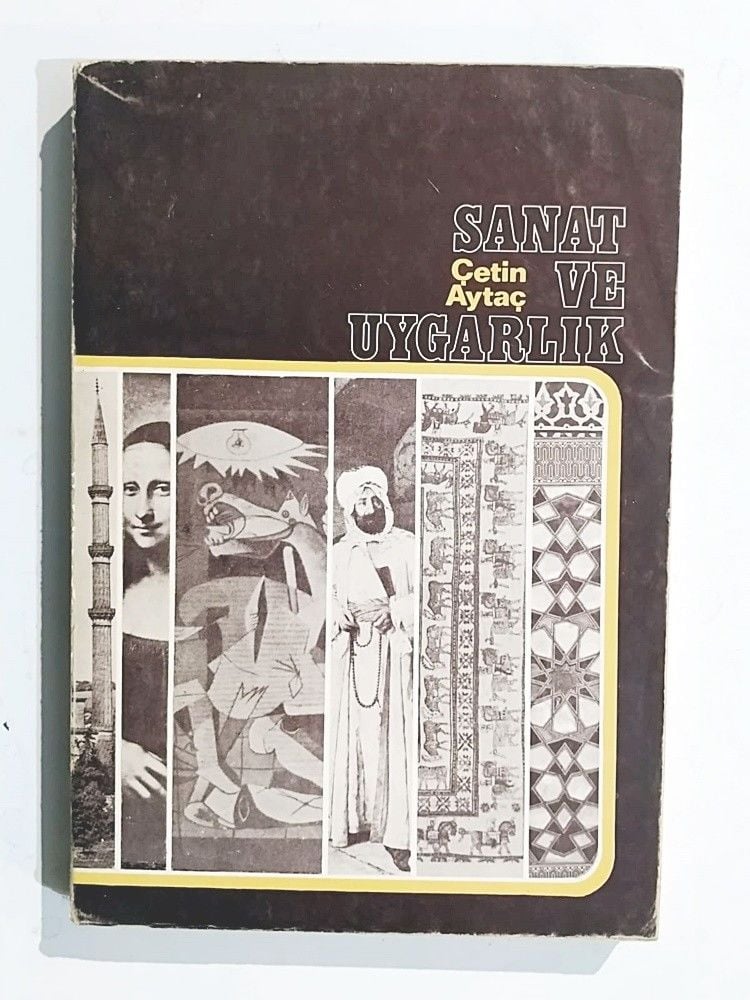 SANAT
Çetin
Aytaç
VE
UYGARLIK